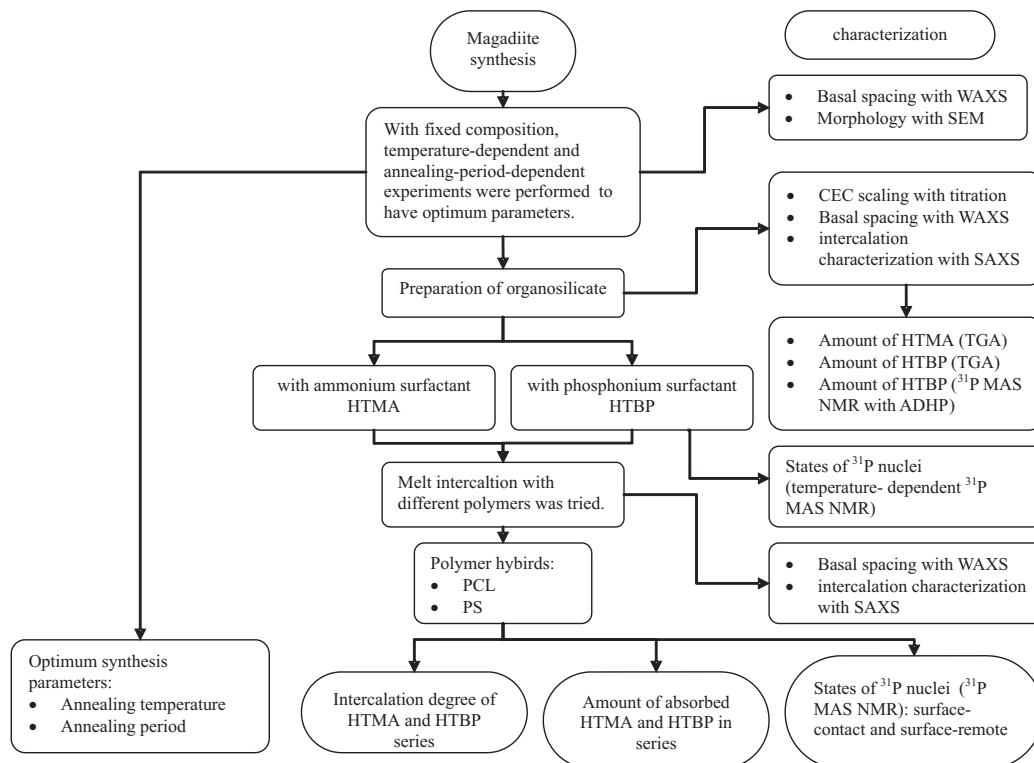 Magadiite
synthesis
characterization
With fixed composition,
temperature-dependent and
annealing-period-dependent
experiments were performed to
have optimum parameters.
• Basal spacing with WAXS
• Morphology with SEM
• CEC scaling with titration
• Basal spacing with WAXS
• intercalation
characterization with SAXS
Preparation of organosilicate
• Amount of HTMA (TGA)
• Amount of HTBP (TGA)
• Amount of HTBP (³¹P MAS
NMR with ADHP)
with ammonium surfactant
HTMA
with phosphonium surfactant
HTBP
Melt intercaltion with
different polymers was tried.
States of ³¹P nuclei
(temperature- dependent ³¹P
MAS NMR)
Polymer hybirds:
• PCL
• PS
• Basal spacing with WAXS
• intercalation characterization
with SAXS
Optimum synthesis
parameters:
• Annealing temperature
• Annealing period
Intercalation degree of
HTMA and HTBP
series
Amount of absorbed
HTMA and HTBP in
series
States of ³¹P nuclei (³¹P
MAS NMR): surface-
contact and surface-remote